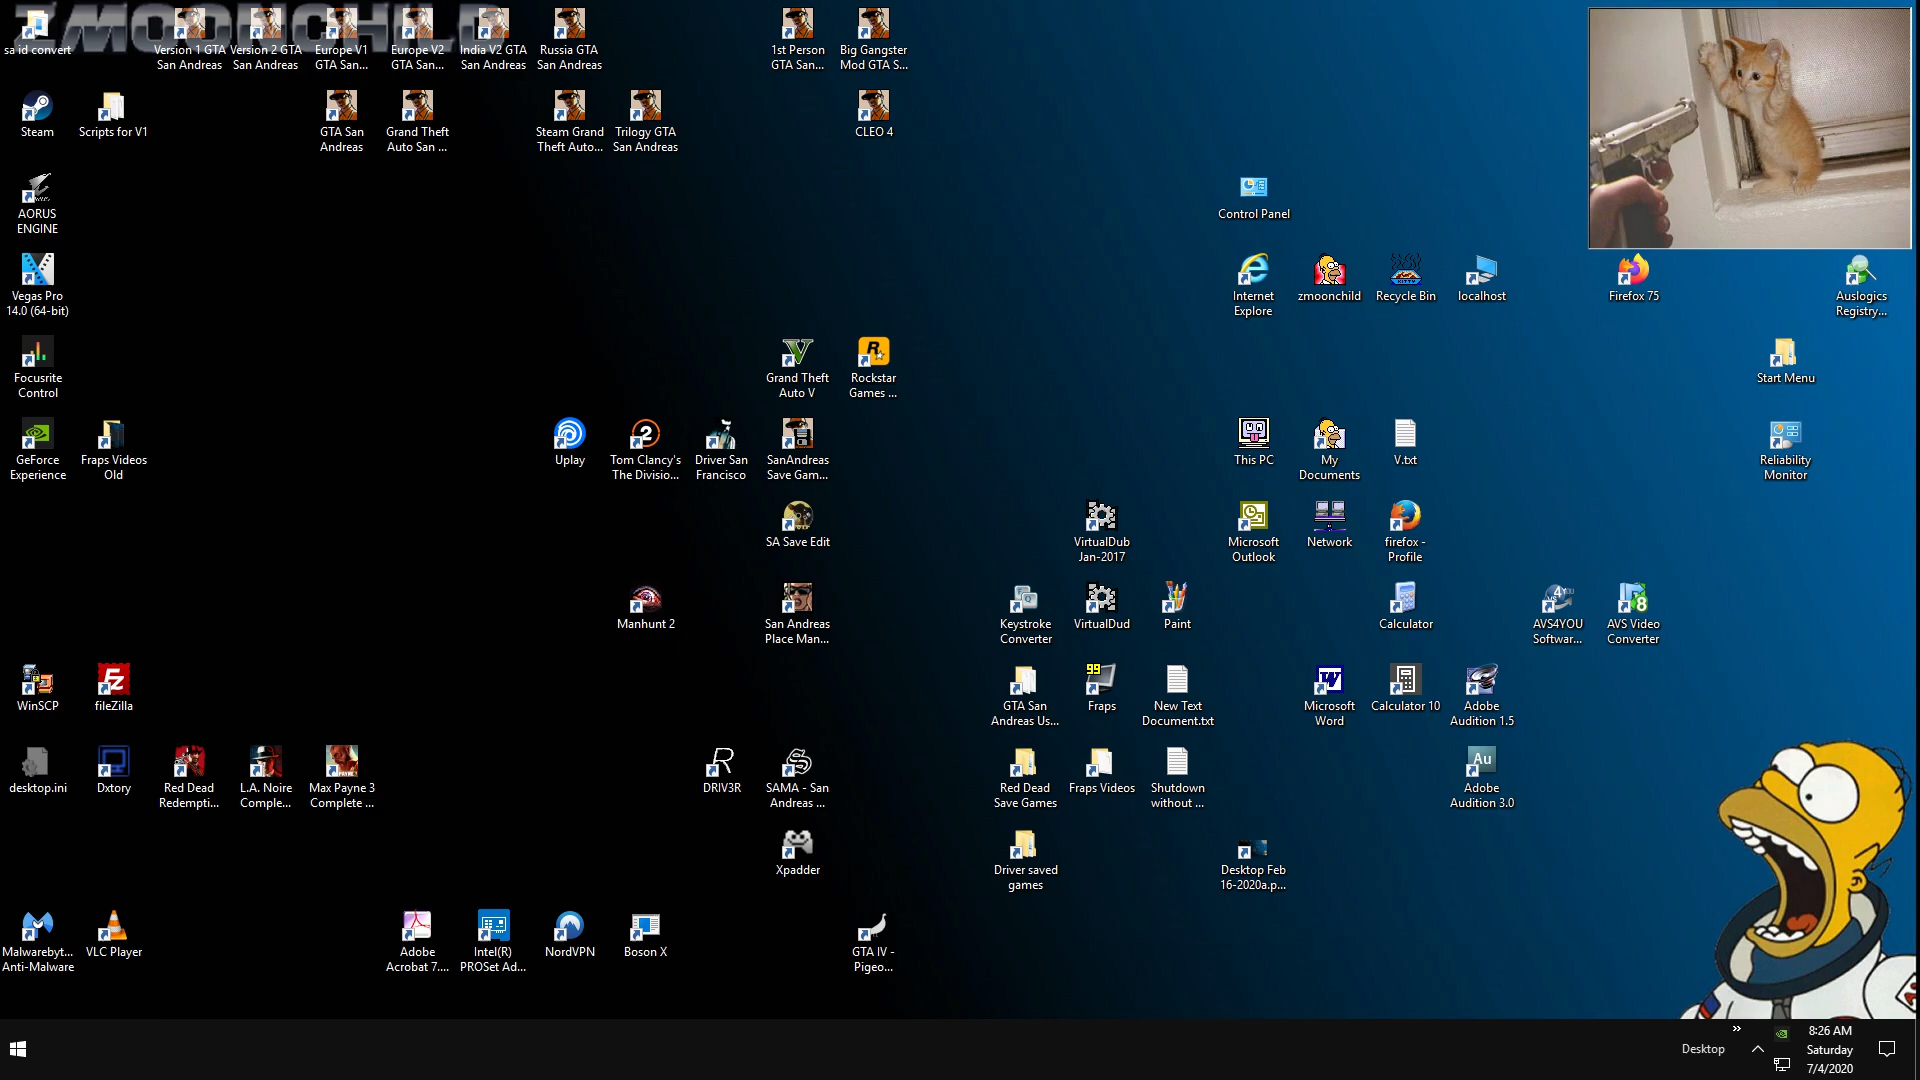 ZMOONCHILD
sa id convert
Version 1 GTA
San Andreas
Version 2 GTA
San Andreas
Europe V1
GTA San...
Europe V2
GTA San...
India V2 GTA
San Andreas
Russia GTA
San Andreas
1st Person
GTA San...
Big Gangster
Mod GTA S...
Steam
Scripts for V1
GTA San
Andreas
Grand Theft
Auto San ...
Steam Grand
Theft Auto...
Trilogy GTA
San Andreas
CLEO 4
AORUS
ENGINE
Control Panel
Vegas Pro
14.0 (64-bit)
Internet
Explore
zmoonchild
Recycle Bin
localhost
Firefox 75
Auslogics
Registry...
Focusrite
Control
Grand Theft
Auto V
Rockstar
Games ...
Start Menu
GeForce
Experience
Fraps Videos
Old
Uplay
Tom Clancy's
The Divisio...
Driver San
Francisco
SanAndreas
Save Gam...
This PC
My
Documents
V.txt
Reliability
Monitor
SA Save Edit
VirtualDub
Jan-2017
Microsoft
Outlook
Network
firefox -
Profile
Manhunt 2
San Andreas
Place Man...
Keystroke
Converter
VirtualDud
Paint
Calculator
AVS4YOU
Softwar...
AVS Video
Converter
WinSCP
fileZilla
GTA San
Andreas Us...
Fraps
New Text
Document.txt
Microsoft
Word
Calculator 10
Adobe
Audition 1.5
desktop.ini
Dxtory
Red Dead
Redempti...
L.A. Noire
Comple...
Max Payne 3
Complete ...
DRIV3R
SAMA - San
Andreas ...
Red Dead
Save Games
Fraps Videos
Shutdown
without ...
Adobe
Audition 3.0
Xpadder
Driver saved
games
Desktop Feb
16-2020a.p...
Malwarebyt...
Anti-Malware
VLC Player
Adobe
Acrobat 7....
Intel(R)
PROSet Ad...
NordVPN
Boson X
GTA IV -
Pigeo...
Desktop
8:26 AM
Saturday
7/4/2020